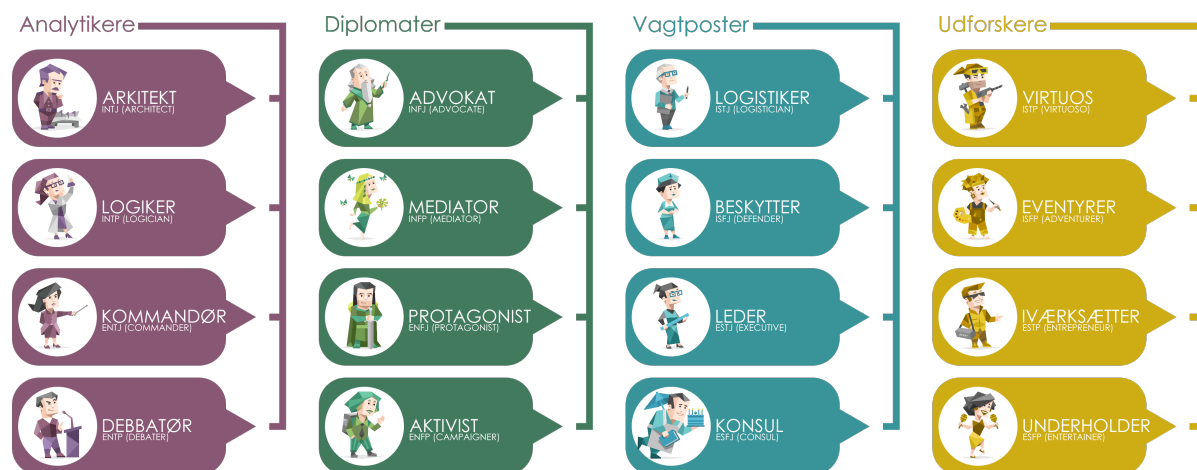 Analytikere
ARKITEKT
INTJ (ARCHITECT)
LOGIKER
INTP (LOGICIAN)
KOMMANDØR
ENTJ (COMMANDER)
DEBBATØR
ENTP (DEBATER)
Diplomater
ADVOKAT
INFJ (ADVOCATE)
MEDIATOR
INFP (MEDIATOR)
PROTAGONIST
ENFJ (PROTAGONIST)
AKTIVIST
ENFP (CAMPAIGNER)
Vagtposter
LOGISTIKER
ISTJ (LOGISTICIAN)
BESKYTTER
ISFJ (DEFENDER)
LEDER
ESTJ (EXECUTIVE)
KONSUL
ESFJ (CONSUL)
Udforskere
VIRTUOS
ISTP (VIRTUOSO)
EVENTYRER
ISFP (ADVENTURER)
IVÆRKSÆTTER
ESTP (ENTREPRENEUR)
UNDERHOLDER
ESFP (ENTERTAINER)